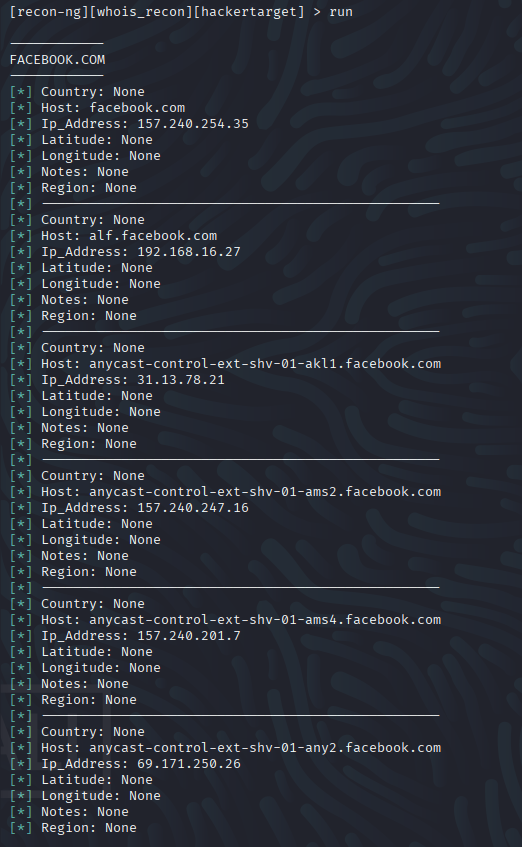 [recon-ng][whois_recon][hackertarget] > run
-----------
FACEBOOK.COM
-----------
[*] Country: None
[*] Host: facebook.com
[*] Ip_Address: 157.240.254.35
[*] Latitude: None
[*] Longitude: None
[*] Notes: None
[*] Region: None
[*] --------------------------------------------------
[*] Country: None
[*] Host: alf.facebook.com
[*] Ip_Address: 192.168.16.27
[*] Latitude: None
[*] Longitude: None
[*] Notes: None
[*] Region: None
[*] --------------------------------------------------
[*] Country: None
[*] Host: anycast-control-ext-shv-01-akl1.facebook.com
[*] Ip_Address: 31.13.78.21
[*] Latitude: None
[*] Longitude: None
[*] Notes: None
[*] Region: None
[*] --------------------------------------------------
[*] Country: None
[*] Host: anycast-control-ext-shv-01-ams2.facebook.com
[*] Ip_Address: 157.240.247.16
[*] Latitude: None
[*] Longitude: None
[*] Notes: None
[*] Region: None
[*] --------------------------------------------------
[*] Country: None
[*] Host: anycast-control-ext-shv-01-ams4.facebook.com
[*] Ip_Address: 157.240.201.7
[*] Latitude: None
[*] Longitude: None
[*] Notes: None
[*] Region: None
[*] --------------------------------------------------
[*] Country: None
[*] Host: anycast-control-ext-shv-01-any2.facebook.com
[*] Ip_Address: 69.171.250.26
[*] Latitude: None
[*] Longitude: None
[*] Notes: None
[*] Region: None